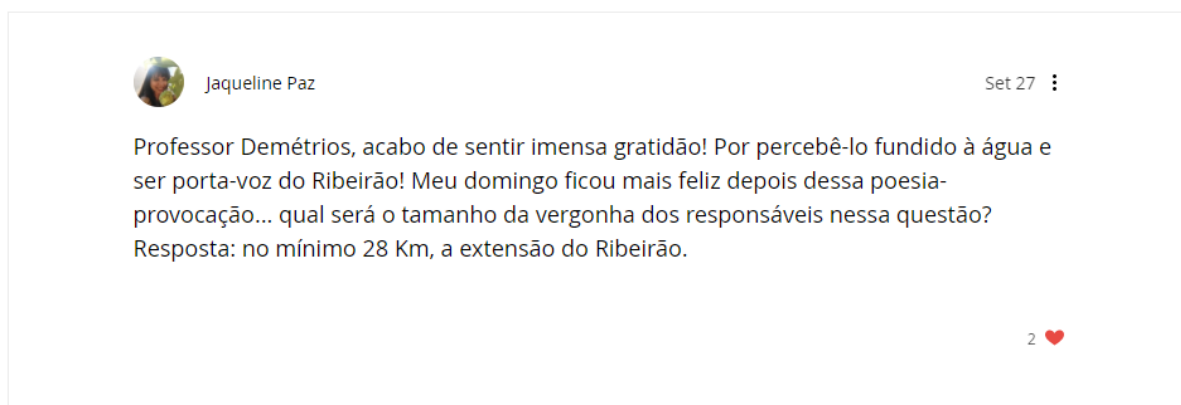 Jaqueline Paz
Set 27
Professor Demétrios, acabo de sentir imensa gratidão! Por percebê-lo fundido à água e
ser porta-voz do Ribeirão! Meu domingo ficou mais feliz depois dessa poesia-
provocação... qual será o tamanho da vergonha dos responsáveis nessa questão?
Resposta: no mínimo 28 Km, a extensão do Ribeirão.
2